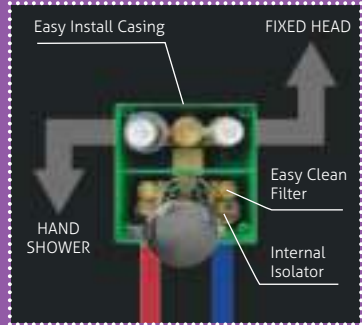 Easy Install Casing
FIXED HEAD
Easy Clean
Filter
HAND
SHOWER
Internal
Isolator